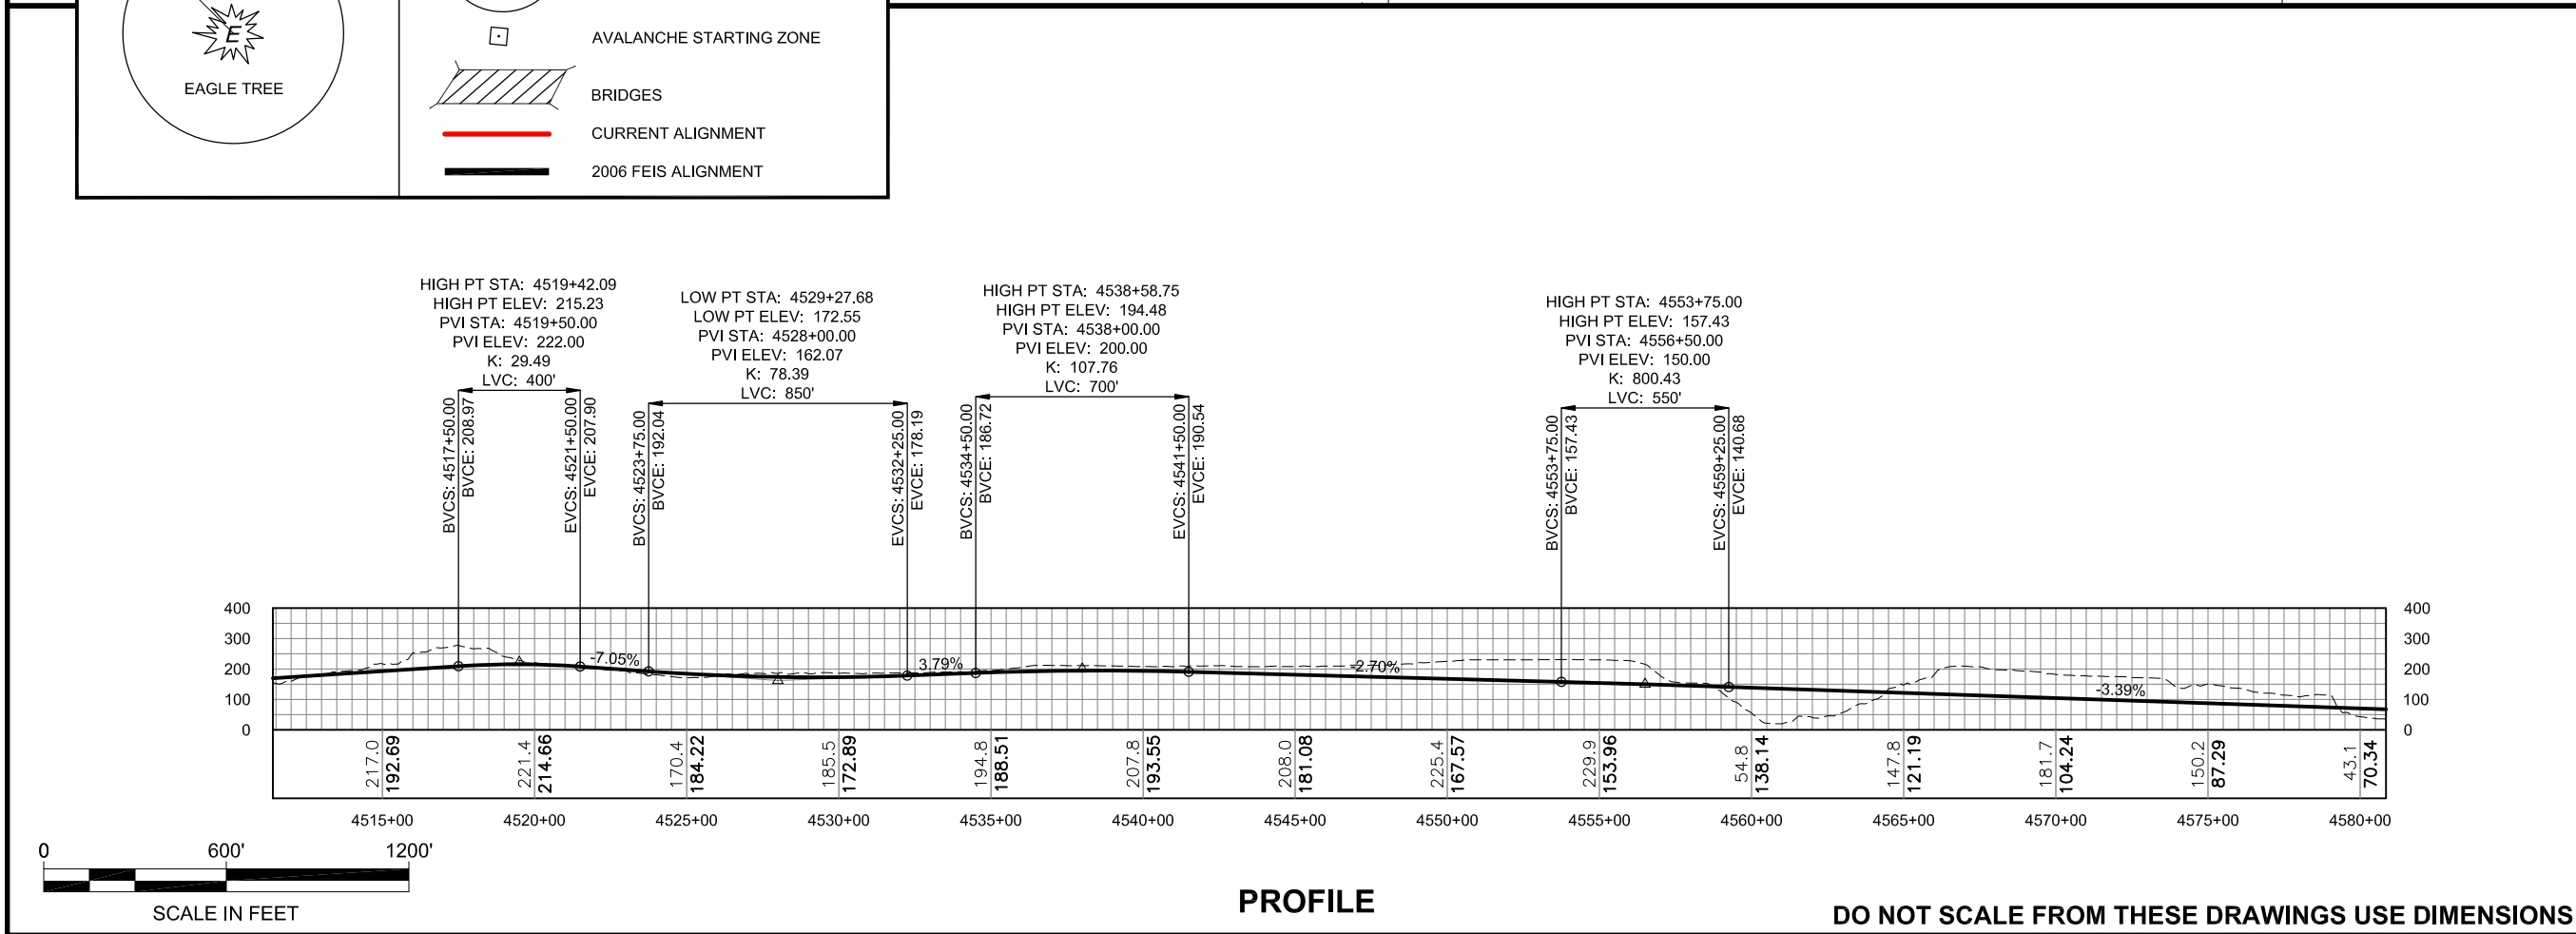 E
EAGLE TREE
AVALANCHE STARTING ZONE
BRIDGES
CURRENT ALIGNMENT
2006 FEIS ALIGNMENT
HIGH PT STA: 4519+42.09
HIGH PT ELEV: 215.23
PVI STA: 4519+50.00
PVI ELEV: 222.00
K: 29.49
LVC: 400'
BVCS: 4517+50.00
BVCE: 208.97
EVCS: 4521+50.00
EVCE: 207.90
LOW PT STA: 4529+27.68
LOW PT ELEV: 172.55
PVI STA: 4528+00.00
PVI ELEV: 162.07
K: 78.39
LVC: 850'
BVCS: 4523+75.00
BVCE: 192.04
EVCS: 4532+25.00
EVCE: 178.19
HIGH PT STA: 4538+58.75
HIGH PT ELEV: 194.48
PVI STA: 4538+00.00
PVI ELEV: 200.00
K: 107.76
LVC: 700'
BVCS: 4534+50.00
BVCE: 186.72
EVCS: 4541+50.00
EVCE: 190.54
HIGH PT STA: 4553+75.00
HIGH PT ELEV: 157.43
PVI STA: 4556+50.00
PVI ELEV: 150.00
K: 800.43
LVC: 550'
BVCS: 4553+75.00
BVCE: 157.43
EVCS: 4559+25.00
EVCE: 140.68
400
300
200
100
0
-7.05%
3.79%
-2.70%
-3.39%
400
300
200
100
0
217.0
192.69
221.4
214.66
170.4
184.22
185.5
172.89
194.8
188.51
207.8
193.55
208.0
181.08
225.4
167.57
229.9
153.96
54.8
138.14
147.8
121.19
181.7
104.24
150.2
87.29
43.1
70.34
4515+00 4520+00 4525+00 4530+00 4535+00 4540+00 4545+00 4550+00 4555+00 4560+00 4565+00 4570+00 4575+00 4580+00
0 600' 1200'
SCALE IN FEET
PROFILE
DO NOT SCALE FROM THESE DRAWINGS USE DIMENSIONS